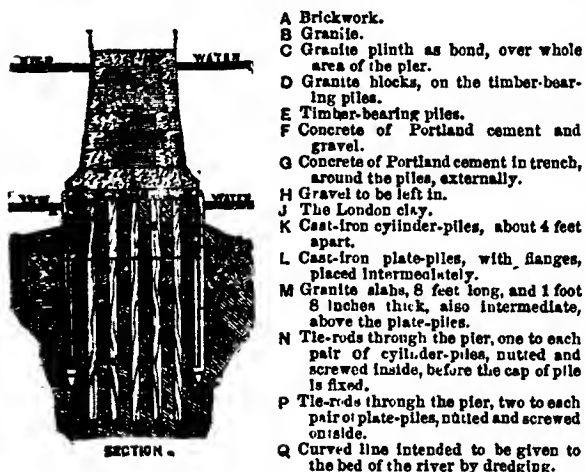 WATER
WATER
SECTION.
A Brickwork.
B Granite.
C Granite plinth as bond, over whole
area of the pier.
D Granite blocks, on the timber-bear-
ing piles.
E Timber-bearing piles.
F Concrete of Portland cement and
gravel.
G Concrete of Portland cement in trench,
around the piles, externally.
H Gravel to be left in.
J The London clay.
K Cast-iron cylinder-piles, about 4 feet
apart.
L Cast-iron plate-piles, with flanges,
placed intermediately.
M Granite slabs, 8 feet long, and 1 foot
8 inches thick, also intermediate,
above the plate-piles.
N Tie-rods through the pier, one to each
pair of cylinder-piles, nutted and
screwed inside, before the cap of pile
is fixed.
P Tie-rods through the pier, two to each
pair of plate-piles, nutted and screwed
outside.
Q Curved line intended to be given to
the bed of the river by dredging.